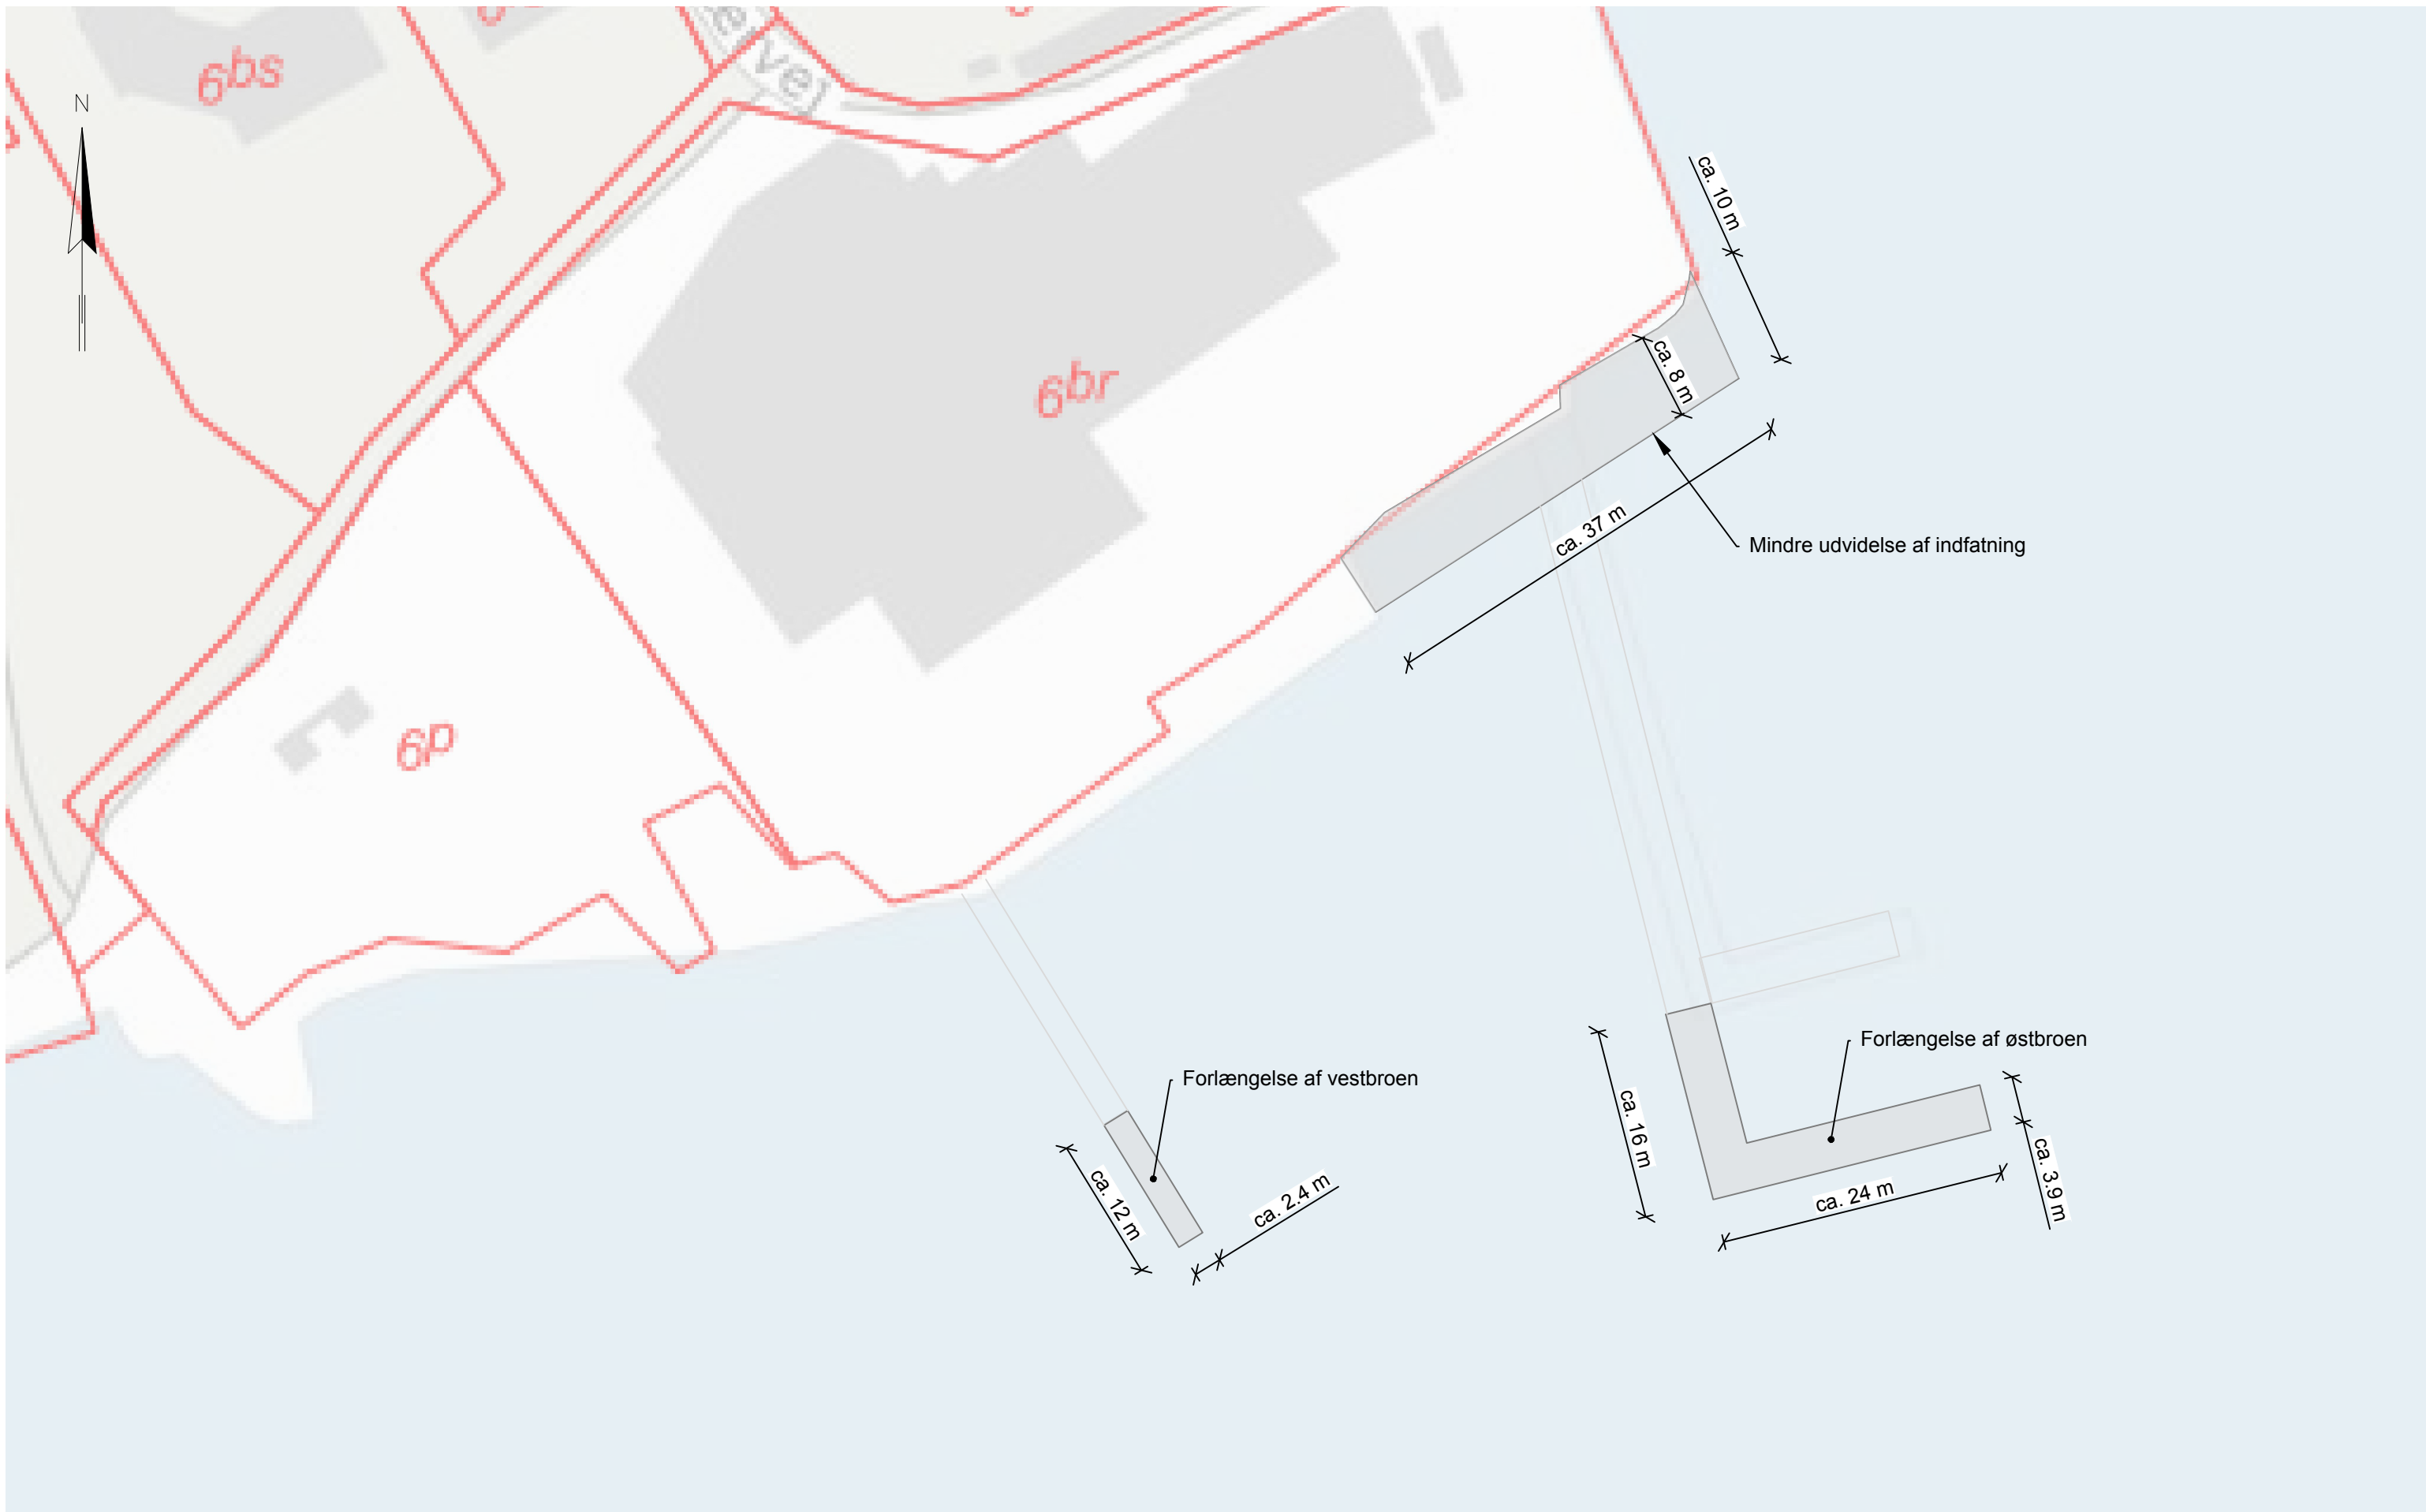 6bs
N
ervej
ca. 10 m
6br
ca. 8 m
ca. 37 m
Mindre udvidelse af indfatning
6p
Forlængelse af østbroen
Forlængelse af vestbroen
ca. 16 m
ca. 3.9 m
ca. 24 m
ca. 12 m
ca. 2.4 m